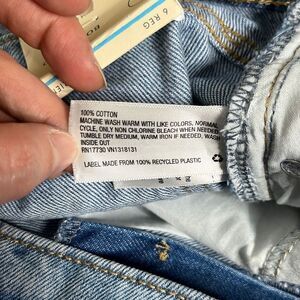 6 REG
100% COTTON
MACHINE WASH WARM WITH LIKE COLORS, NORMAL
CYCLE, ONLY NON CHLORINE BLEACH WHEN NEEDED
TUMBLE DRY MEDIUM, WARM IRON IF NEEDED, WASH
INSIDE OUT
RN17730 VN1318131
LABEL MADE FROM 100% RECYCLED PLASTIC